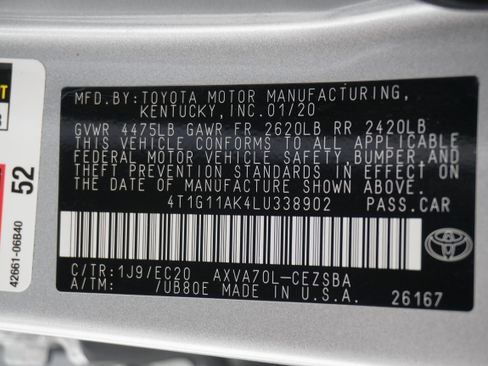 MFD.BY:TOYOTA MOTOR MANUFACTURING,
KENTUCKY, INC.01/20
GVWR 4475LB GAWR FR 2620LB RR 2420LB
THIS VEHICLE CONFORMS TO ALL APPLICABLE
FEDERAL MOTOR VEHICLE SAFETY,BUMPER,AND
THEFT PREVENTION STANDARDS IN EFFECT ON
THE DATE OF MANUFACTURE SHOWN ABOVE.
4T1G11AK4LU338902 PASS.CAR
C/TR:1J9/EC20 AXVA70L-CEZSBA
A/TM: /UB80E MADE IN U.S.A.
26167
TOYOTA
52
42661-06B40